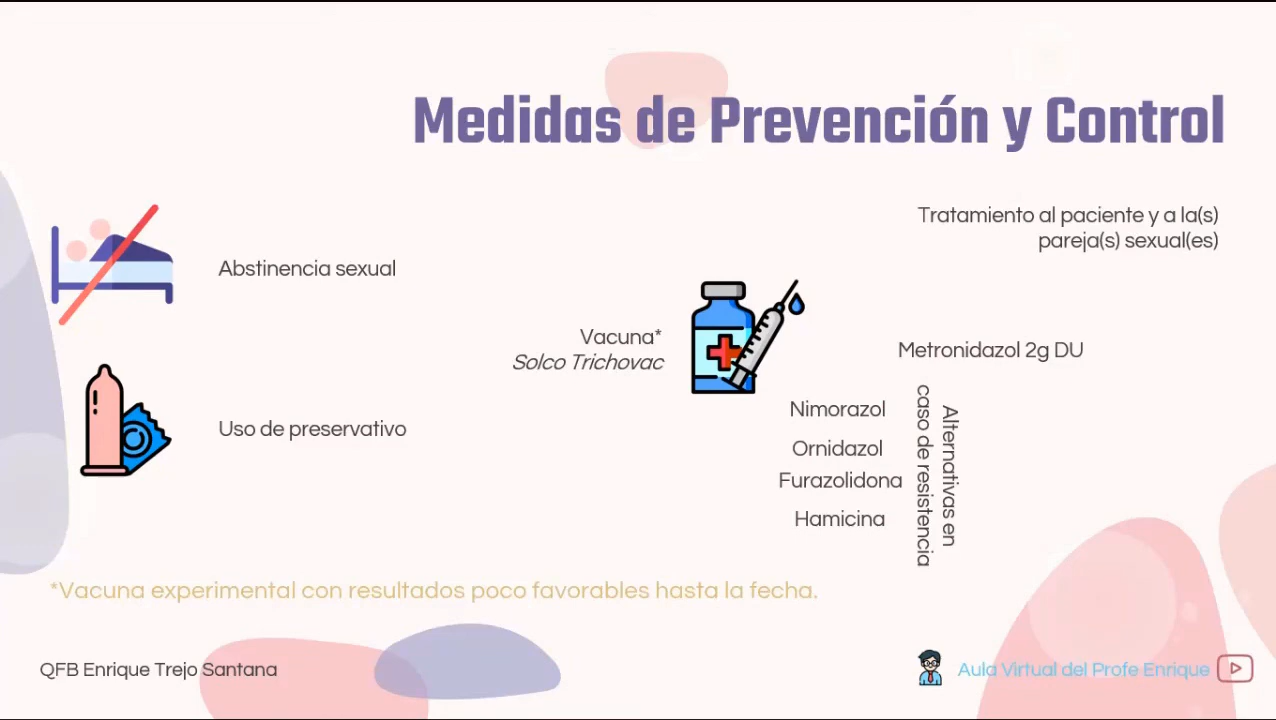 Medidas de Prevención y Control
Tratamiento al paciente y a la(s)
pareja(s) sexual(es)
Abstinencia sexual
Vacuna*
Solco Trichovac
Metronidazol 2g DU
Uso de preservativo
Nimorazol
Ornidazol
Furazolidona
Hamicina
Alternativas en
caso de resistencia
*Vacuna experimental con resultados poco favorables hasta la fecha.
QFB Enrique Trejo Santana
Aula Virtual del Profe Enrique